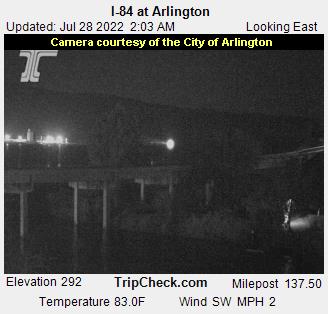 I-84 at Arlington
Updated: Jul 28 2022 2:03 AM Looking East
Camera courtesy of the City of Arlington
Elevation 292 TripCheck.com Milepost 137.50
Temperature 83.0F Wind SW MPH 2